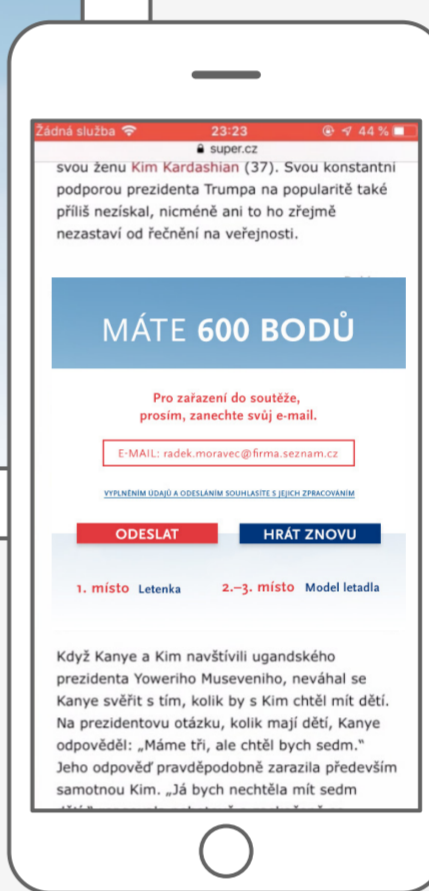 Žádná služba 23:23 44 %
super.cz
svou ženu Kim Kardashian (37). Svou konstantní
podporou prezidenta Trumpa na popularitě také
příliš nezískal, nicméně ani to ho zřejmě
nezastaví od řečnění na veřejnosti.
MÁTE 600 BODŮ
Pro zařazení do soutěže,
prosím, zanechte svůj e-mail.
E-MAIL: radek.moravec@firma.seznam.cz
VYPLNĚNÍM ÚDAJŮ A ODESLÁNÍM SOUHLASÍTE S JEJICH ZPRACOVÁNÍM
ODESLAT HRÁT ZNOVU
1. místo Letenka 2.–3. místo Model letadla
Když Kanye a Kim navštívili ugandského
prezidenta Yoweriho Museveniho, neváhal se
Kanye svěřit s tím, kolik by s Kim chtěl mít dětí.
Na prezidentovu otázku, kolik mají dětí, Kanye
odpověděl: „Máme tři, ale chtěl bych sedm.“
Jeho odpověď pravděpodobně zarazila především
samotnou Kim. „Já bych nechtěla mít sedm